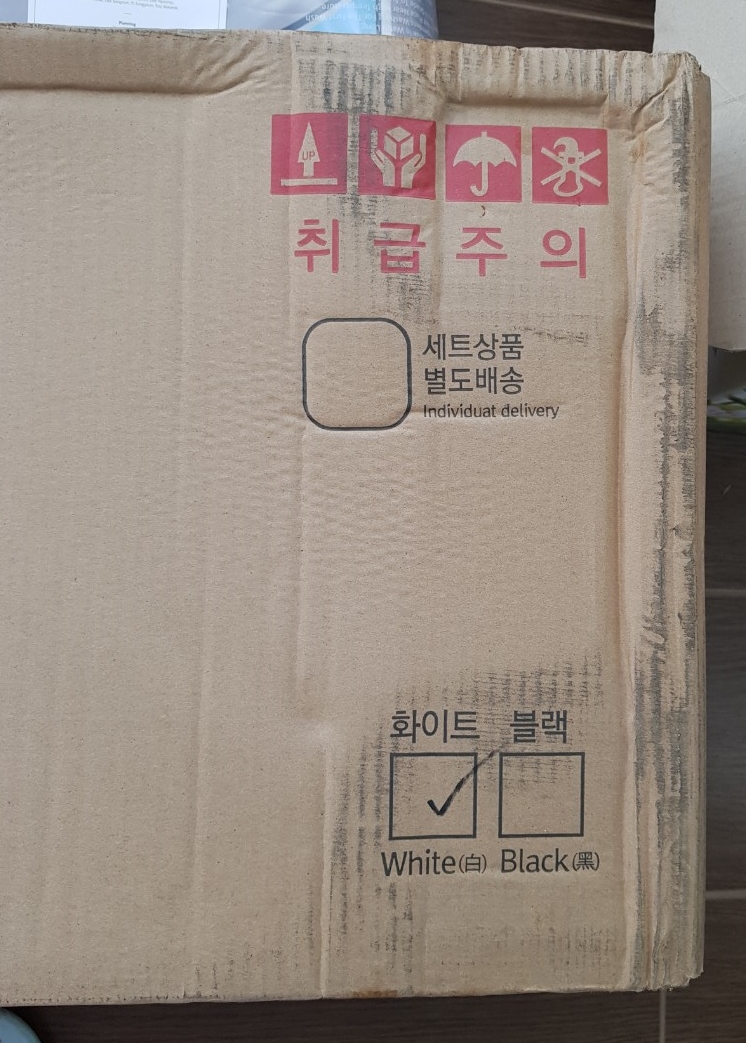 UP
취급주의
세트상품
별도배송
Individuat delivery
화이트 블랙
White(白) Black(黑)